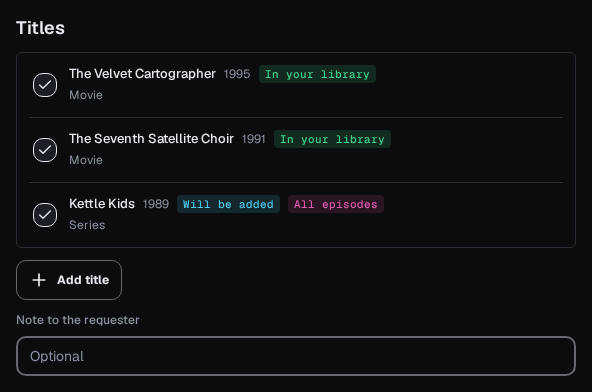 Titles
The Velvet Cartographer 1995 In your library
Movie
The Seventh Satellite Choir 1991 In your library
Movie
Kettle Kids 1989 Will be added All episodes
Series
Add title
Note to the requester
Optional